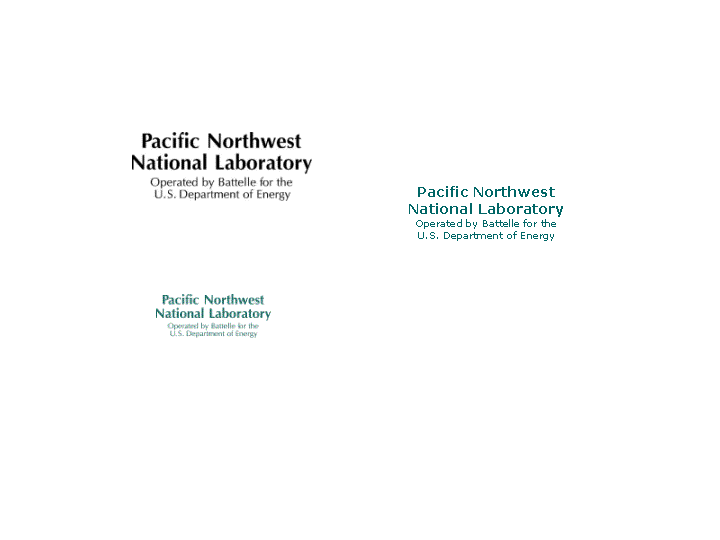 Pacific Northwest
National Laboratory
Operated by Battelle for the
U.S. Department of Energy
Pacific Northwest
National Laboratory
Operated by Battelle for the
U.S. Department of Energy
Pacific Northwest
National Laboratory
Operated by Battelle for the
U.S. Department of Energy